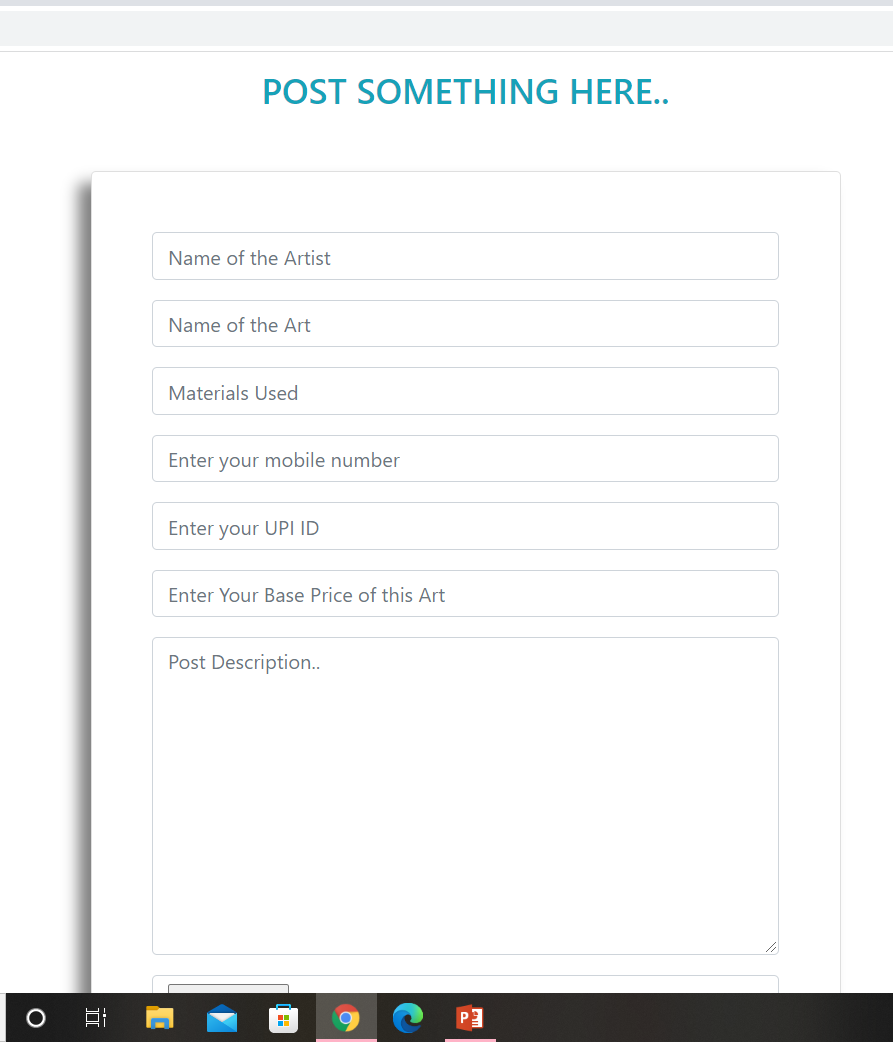 POST SOMETHING HERE..
Name of the Artist
Name of the Art
Materials Used
Enter your mobile number
Enter your UPI ID
Enter Your Base Price of this Art
Post Description..
P